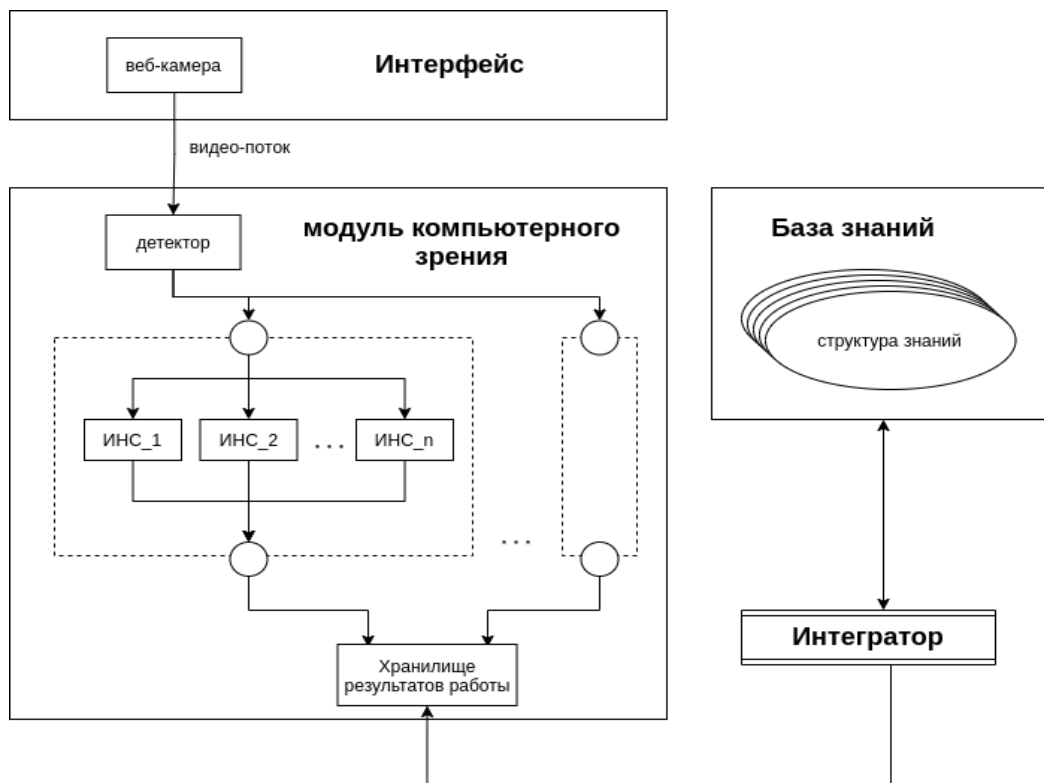 веб-камера
Интерфейс
видео-поток
детектор
модуль компьютерного
зрения
ИНС_1
ИНС_2
...
ИНС_n
...
Хранилище
результатов работы
База знаний
структура знаний
Интегратор